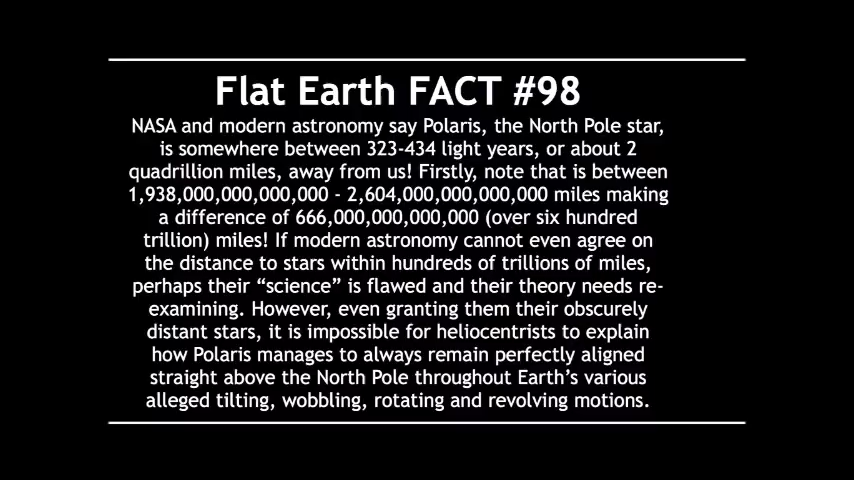 Flat Earth FACT #98
NASA and modern astronomy say Polaris, the North Pole star,
is somewhere between 323-434 light years, or about 2
quadrillion miles, away from us! Firstly, note that is between
1,938,000,000,000,000 - 2,604,000,000,000,000 miles making
a difference of 666,000,000,000,000 (over six hundred
trillion) miles! If modern astronomy cannot even agree on
the distance to stars within hundreds of trillions of miles,
perhaps their “science” is flawed and their theory needs re-
examining. However, even granting them their obscurely
distant stars, it is impossible for heliocentrists to explain
how Polaris manages to always remain perfectly aligned
straight above the North Pole throughout Earth’s various
alleged tilting, wobbling, rotating and revolving motions.